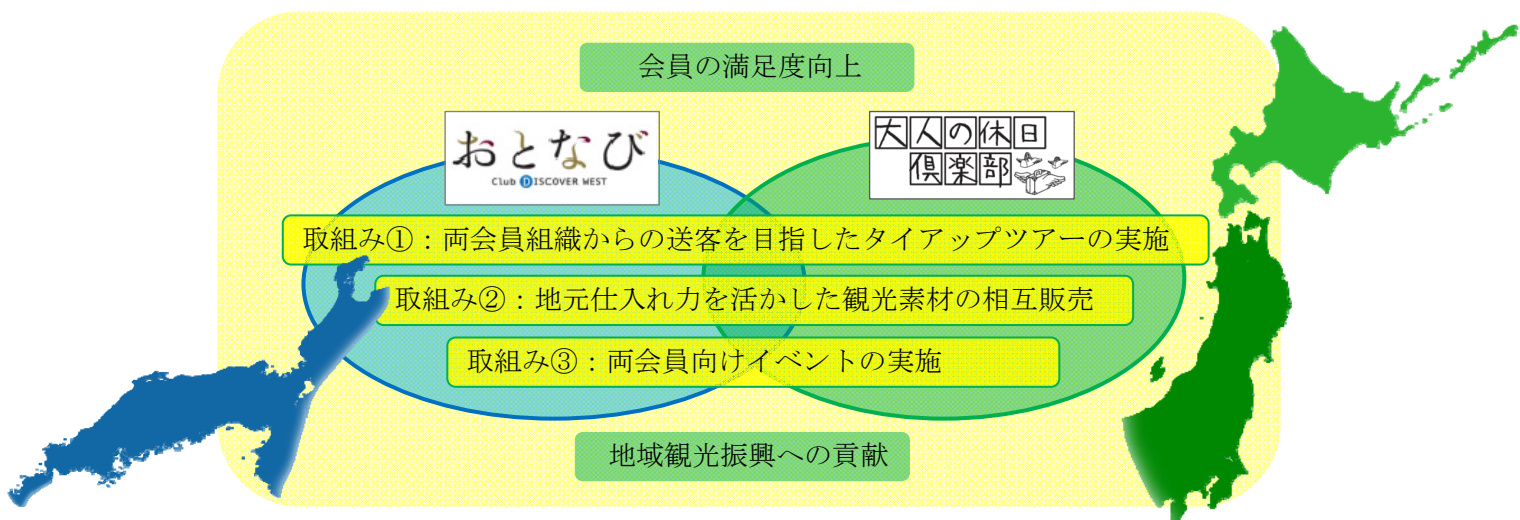 会員の満足度向上
おとなび
Club DISCOVER WEST
大人の休日
倶楽部
取組み①：両会員組織からの送客を目指したタイアップツアーの実施
取組み②：地元仕入れ力を活かした観光素材の相互販売
取組み③：両会員向けイベントの実施
地域観光振興への貢献